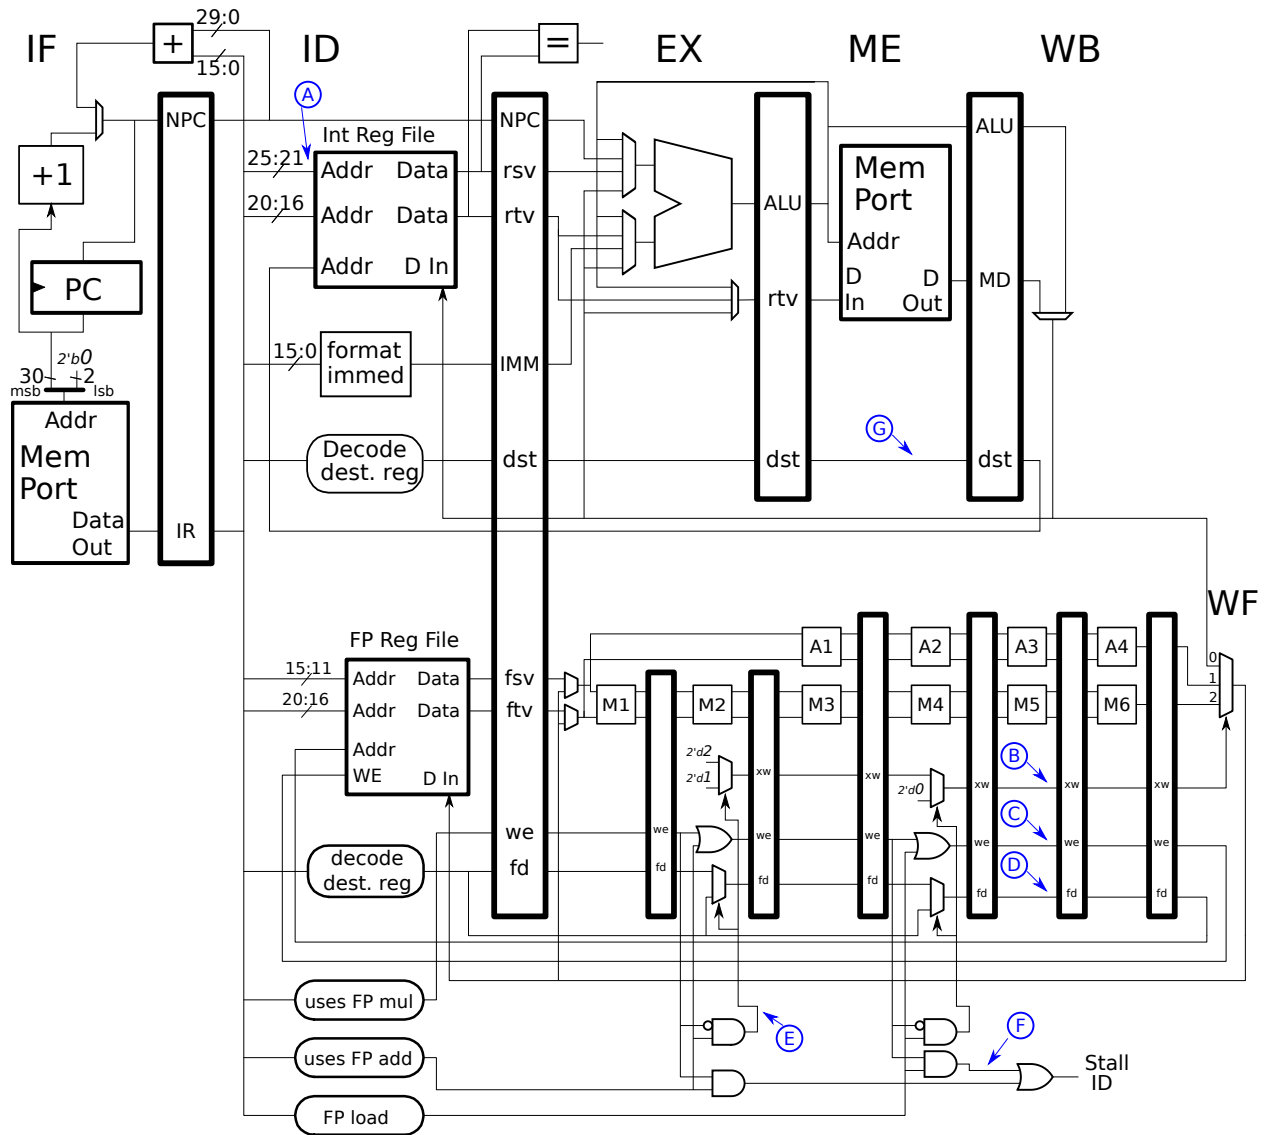 IF
ID
EX
ME
WB
29:0
15:0
+
=
A
NPC
NPC
ALU
Int Reg File
+1
25:21
Addr
Data
rsv
20:16
Addr
Data
rtv
ALU
Mem
Port
Addr
Addr
D In
PC
D
In
D
Out
MD
rtv
15:0
format
immed
IMM
2'b0
30
2
msb
lsb
Addr
Mem
Port
Data
Out
Decode
dest. reg
dst
dst
G
dst
IR
WF
FP Reg File
15:11
Addr
Data
fsv
20:16
Addr
Data
ftv
Addr
WE
D In
A1
A2
A3
A4
M1
M2
M3
M4
M5
M6
0
1
2
2'd2
2'd1
xw
xw
2'd0
xw
B
xw
xw
we
we
we
we
we
C
we
we
decode
dest. reg
fd
fd
fd
fd
fd
D
fd
fd
uses FP mul
uses FP add
FP load
E
F
Stall
ID